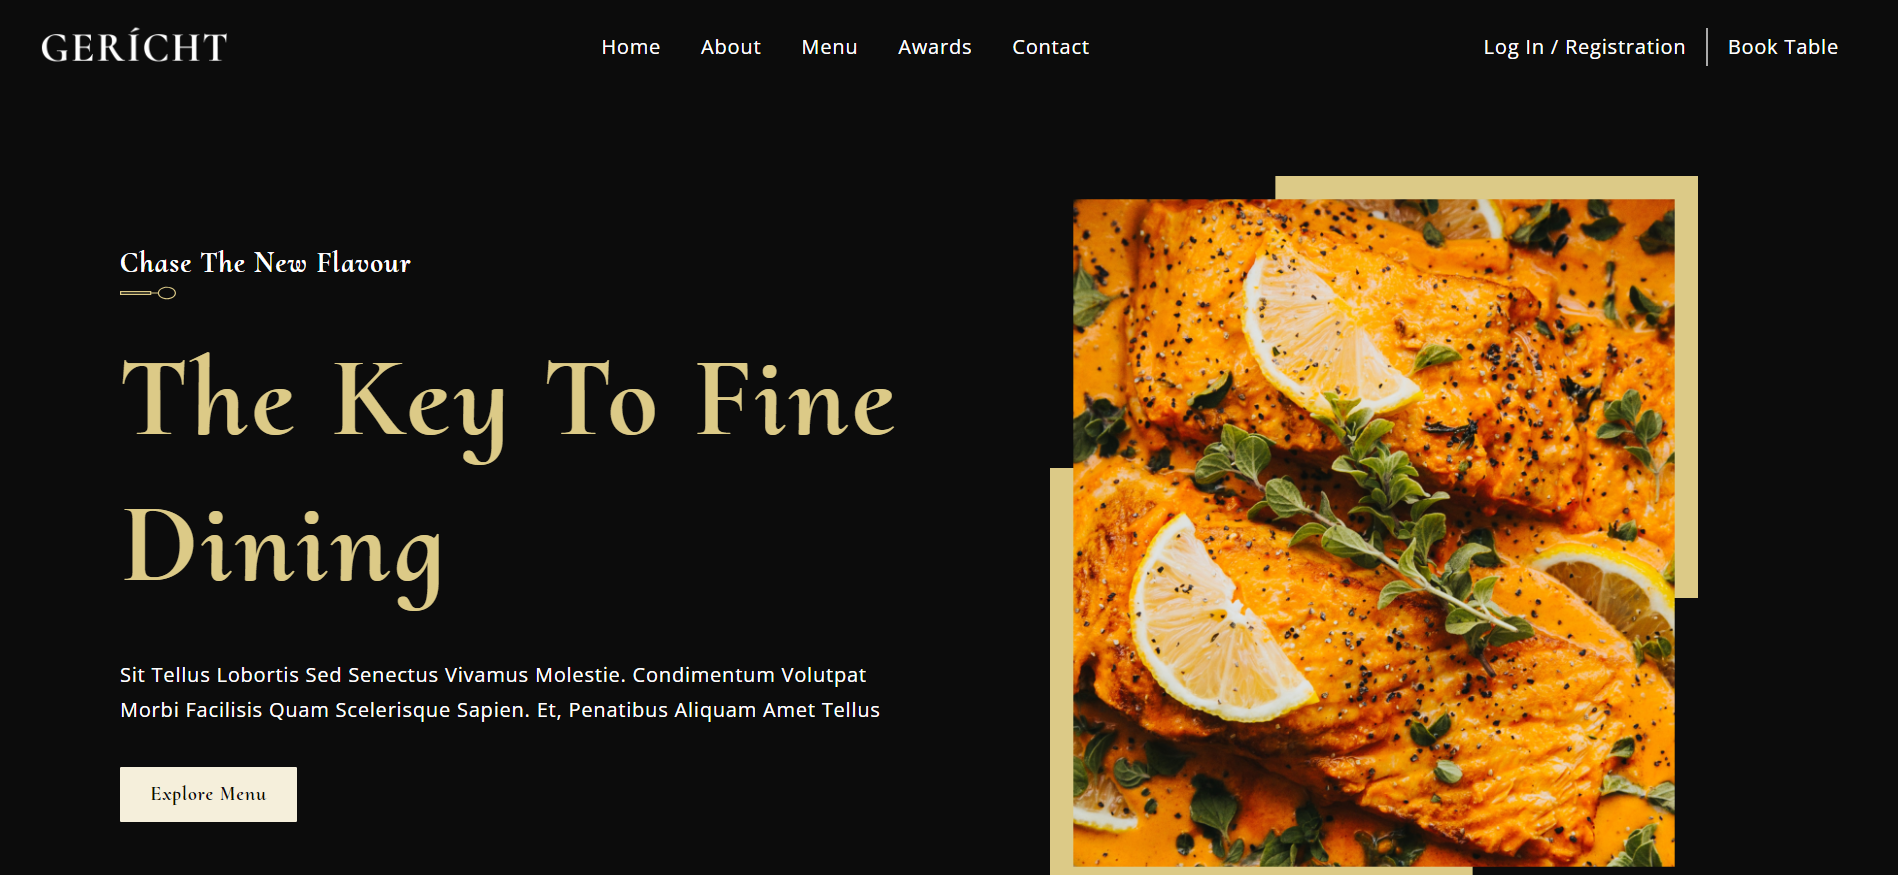 GERÍCHT
Home About Menu Awards Contact
Log In / Registration Book Table
Chase The New Flavour
The Key To Fine
Dining
Sit Tellus Lobortis Sed Senectus Vivamus Molestie. Condimentum Volutpat
Morbi Facilisis Quam Scelerisque Sapien. Et, Penatibus Aliquam Amet Tellus
Explore Menu